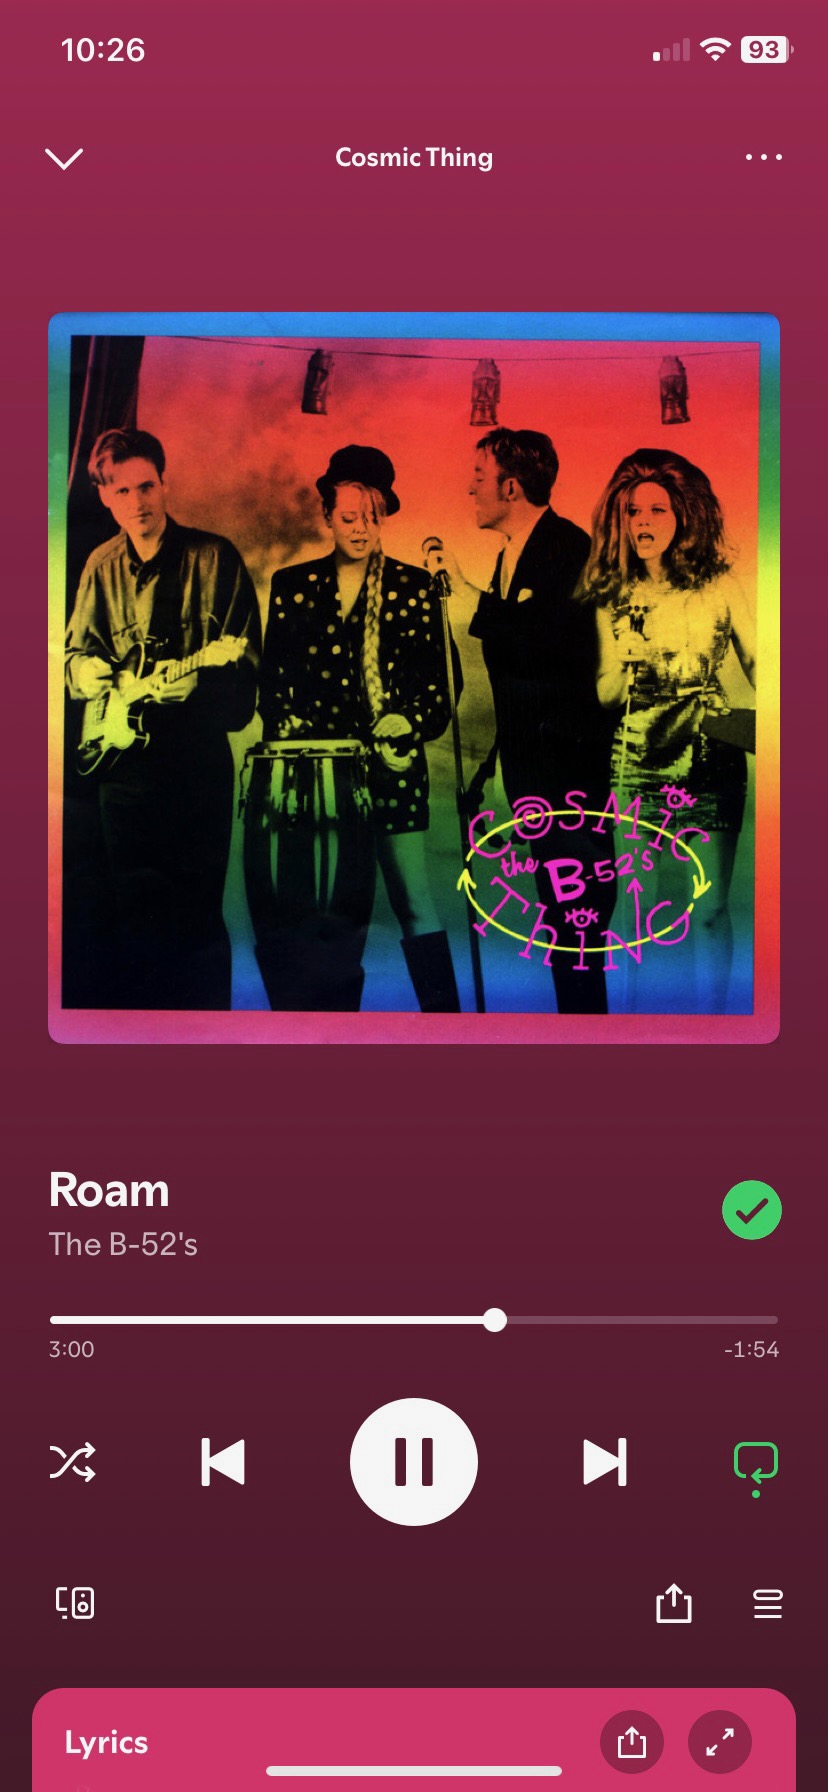 10:26
93
Cosmic Thing
COSMiC
the B-52's
ThiNG
Roam
The B-52's
3:00 -1:54
Lyrics